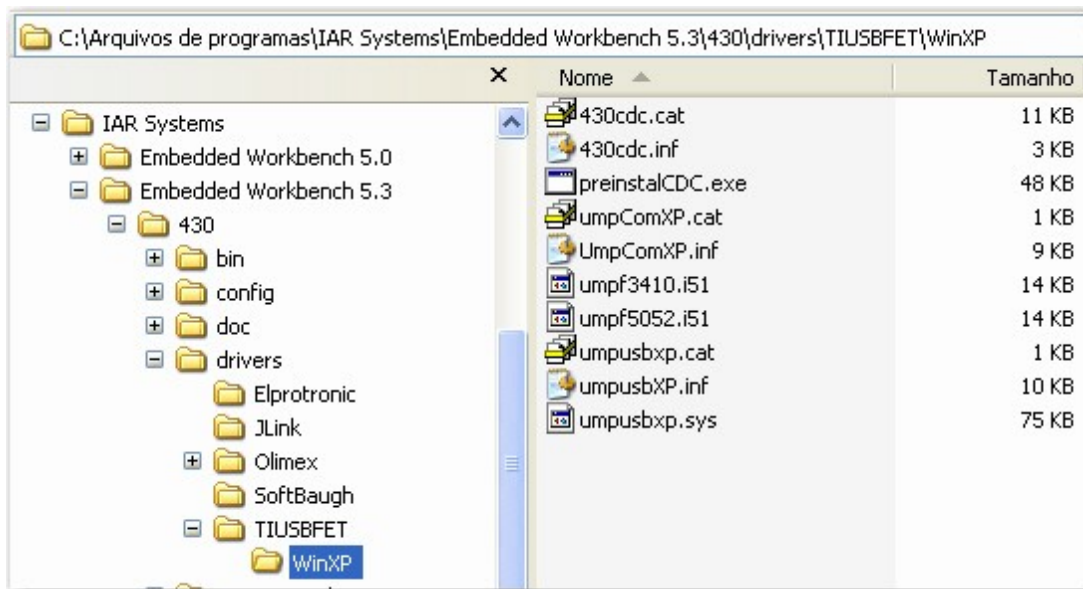 C:\Arquivos de programas\IAR Systems\Embedded Workbench 5.3\430\drivers\TIUSBFET\WinXP
IAR Systems
Embedded Workbench 5.0
Embedded Workbench 5.3
430
bin
config
doc
drivers
Elprotronic
JLink
Olimex
SoftBaugh
TIUSBFET
WinXP
Nome Tamanho
430cdc.cat 11 KB
430cdc.inf 3 KB
preinstalCDC.exe 48 KB
umpComXP.cat 1 KB
UmpComXP.inf 9 KB
umpf3410.i51 14 KB
umpf5052.i51 14 KB
umpusbxp.cat 1 KB
umpusbXP.inf 10 KB
umpusbxp.sys 75 KB